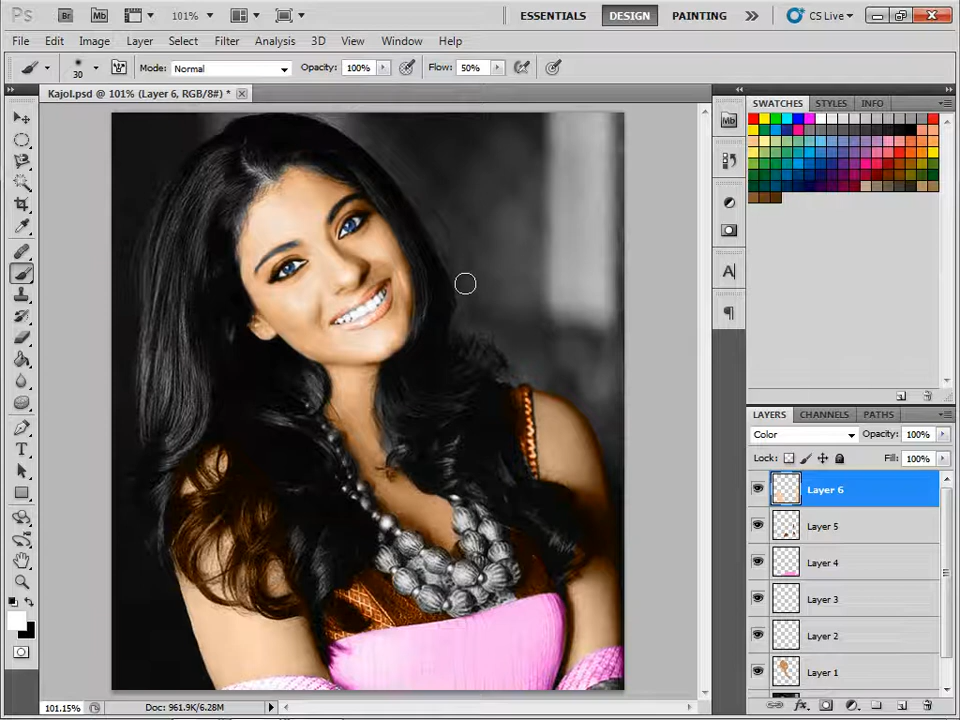 Ps Br Mb 101% ESSENTIALS DESIGN PAINTING CS Live
File Edit Image Layer Select Filter Analysis 3D View Window Help
30 Mode: Normal Opacity: 100% Flow: 50%
Kajol.psd @ 101% (Layer 6, RGB/8#) *
SWATCHES STYLES INFO
Mb
A
LAYERS CHANNELS PATHS
Color Opacity: 100%
Lock: Fill: 100%
Layer 6
Layer 5
Layer 4
Layer 3
Layer 2
Layer 1
101.15% Doc: 961.9K/6.28M